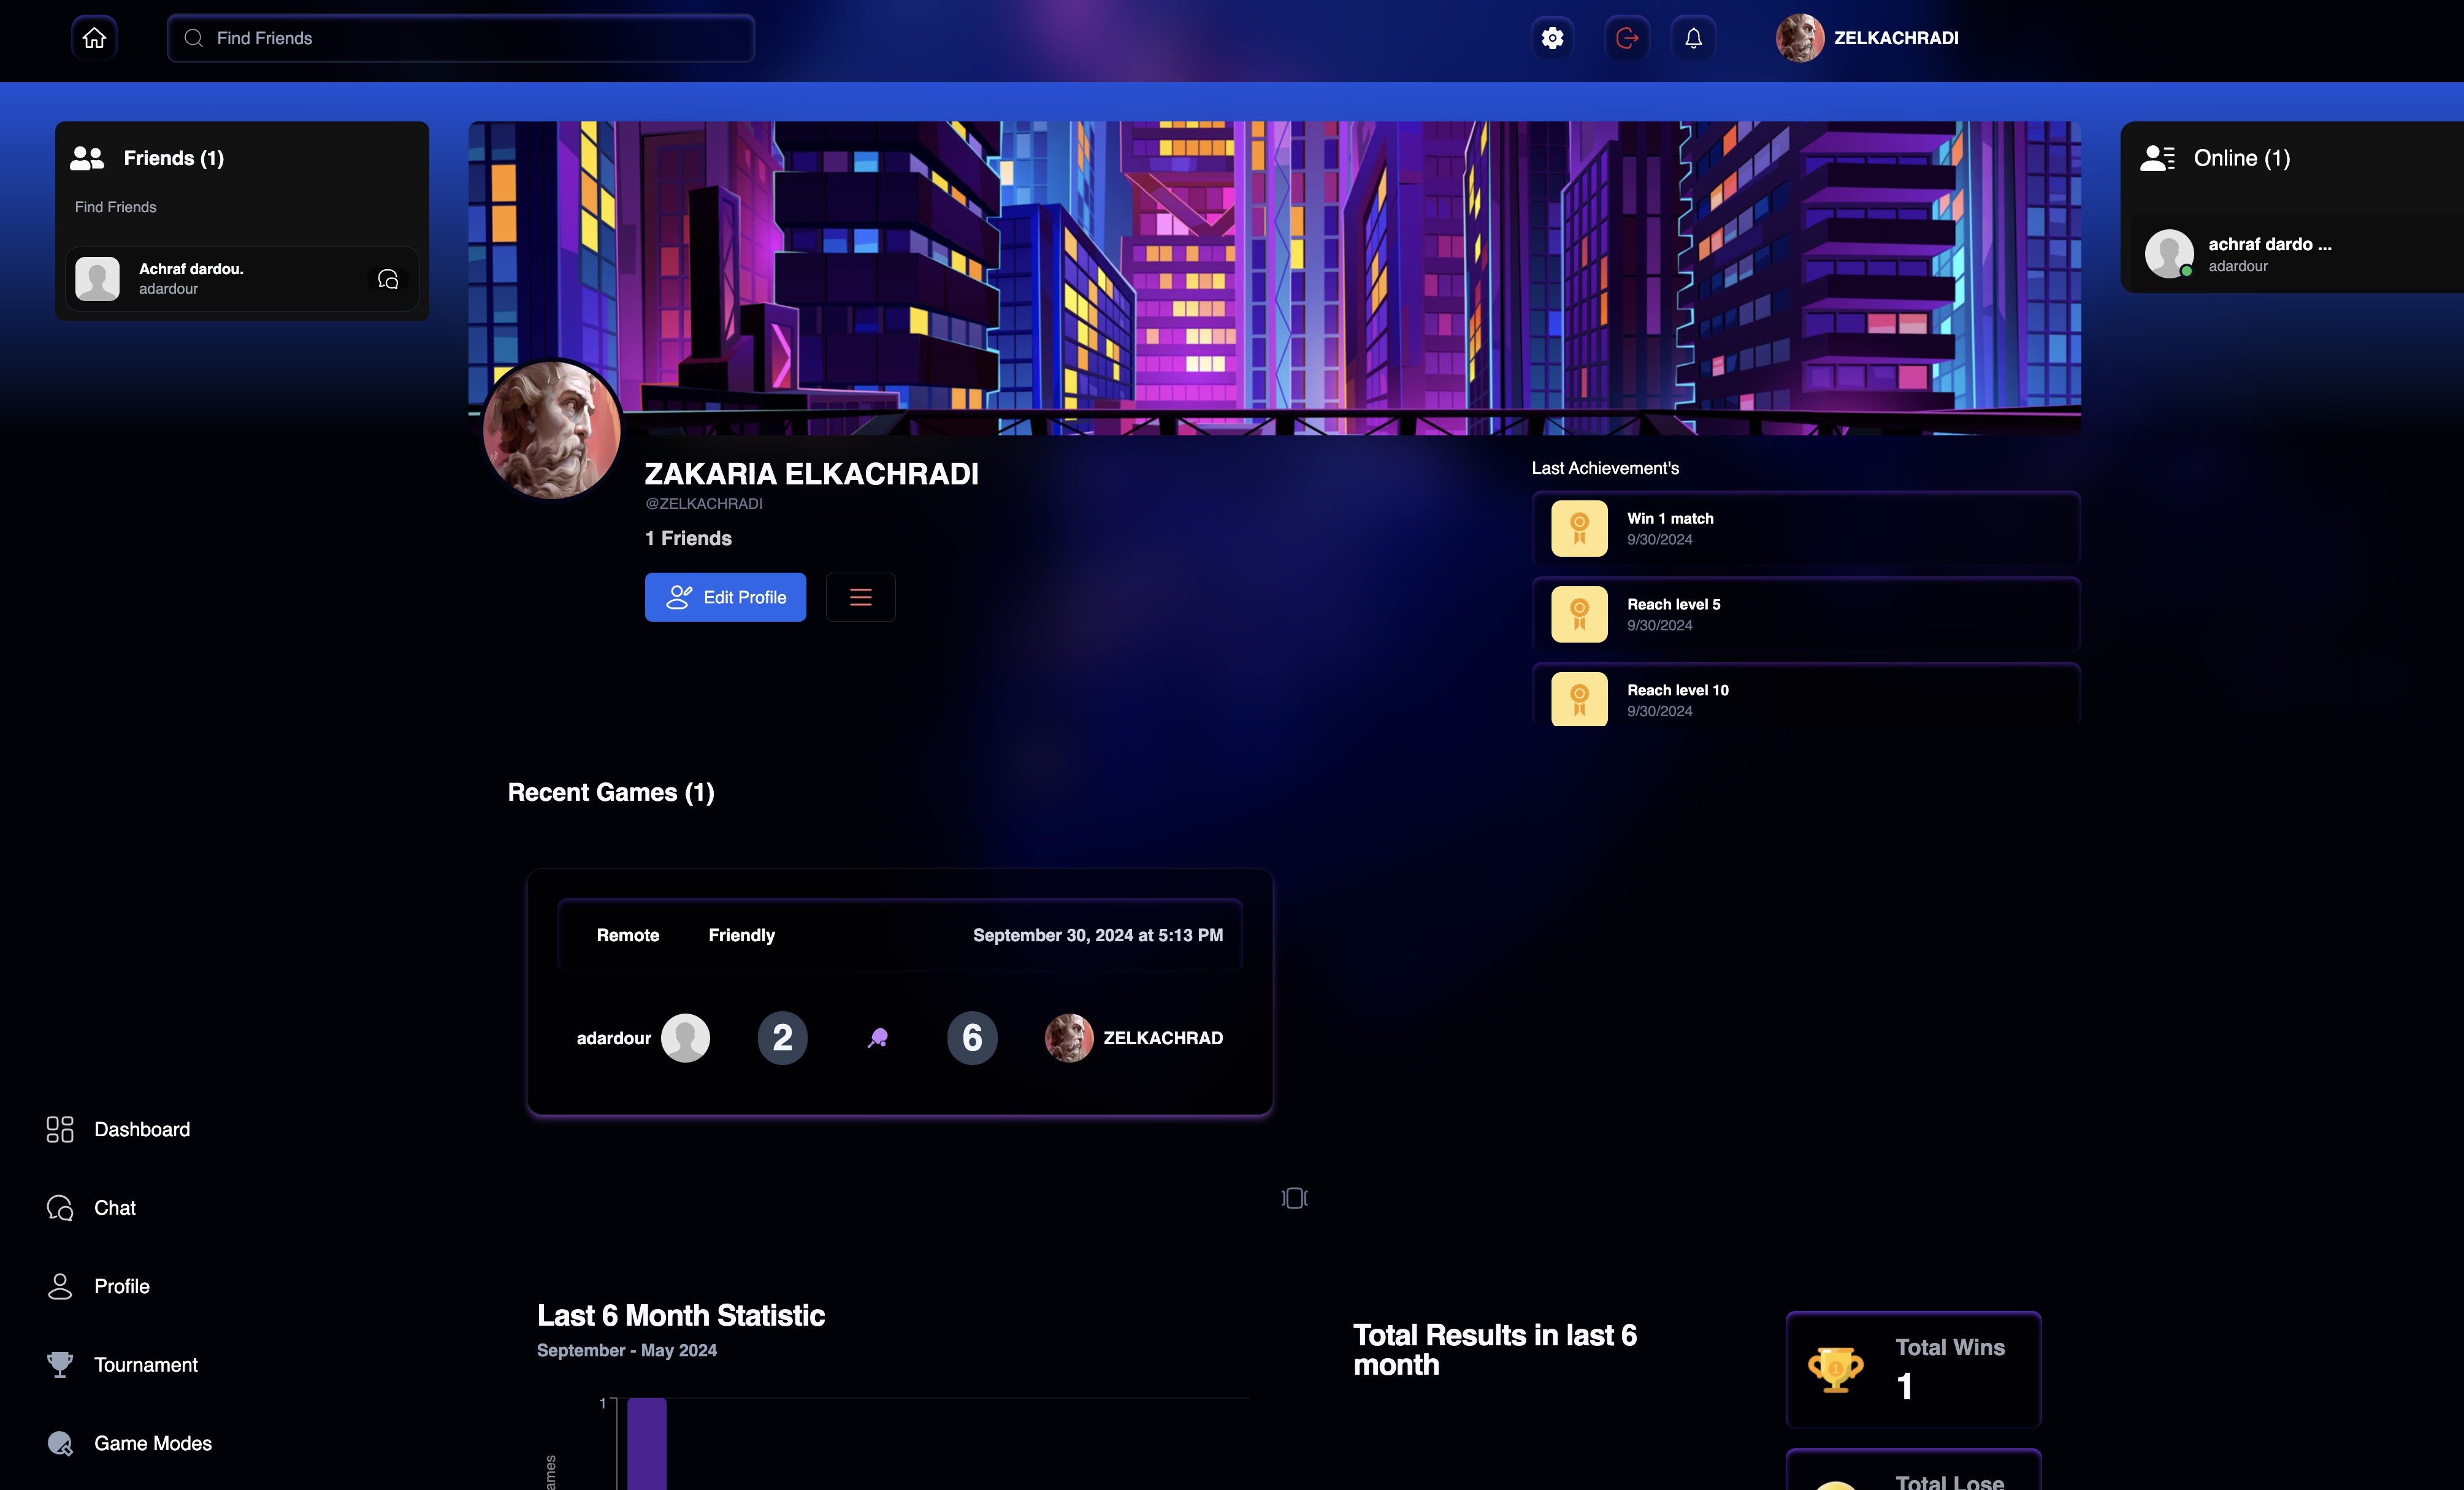 Find Friends
ZELKACHRADI
Friends (1)
Find Friends
Achraf dardou.
adardour
Online (1)
achraf dardo ...
adardour
ZAKARIA ELKACHRADI
@ZELKACHRADI
1 Friends
Edit Profile
Last Achievement's
Win 1 match
9/30/2024
Reach level 5
9/30/2024
Reach level 10
9/30/2024
Recent Games (1)
Remote Friendly September 30, 2024 at 5:13 PM
adardour 2 6 ZELKACHRAD
Dashboard
Chat
Profile
Tournament
Game Modes
Last 6 Month Statistic
September - May 2024
1
ames
Total Results in last 6
month
Total Wins
1
Total Lose